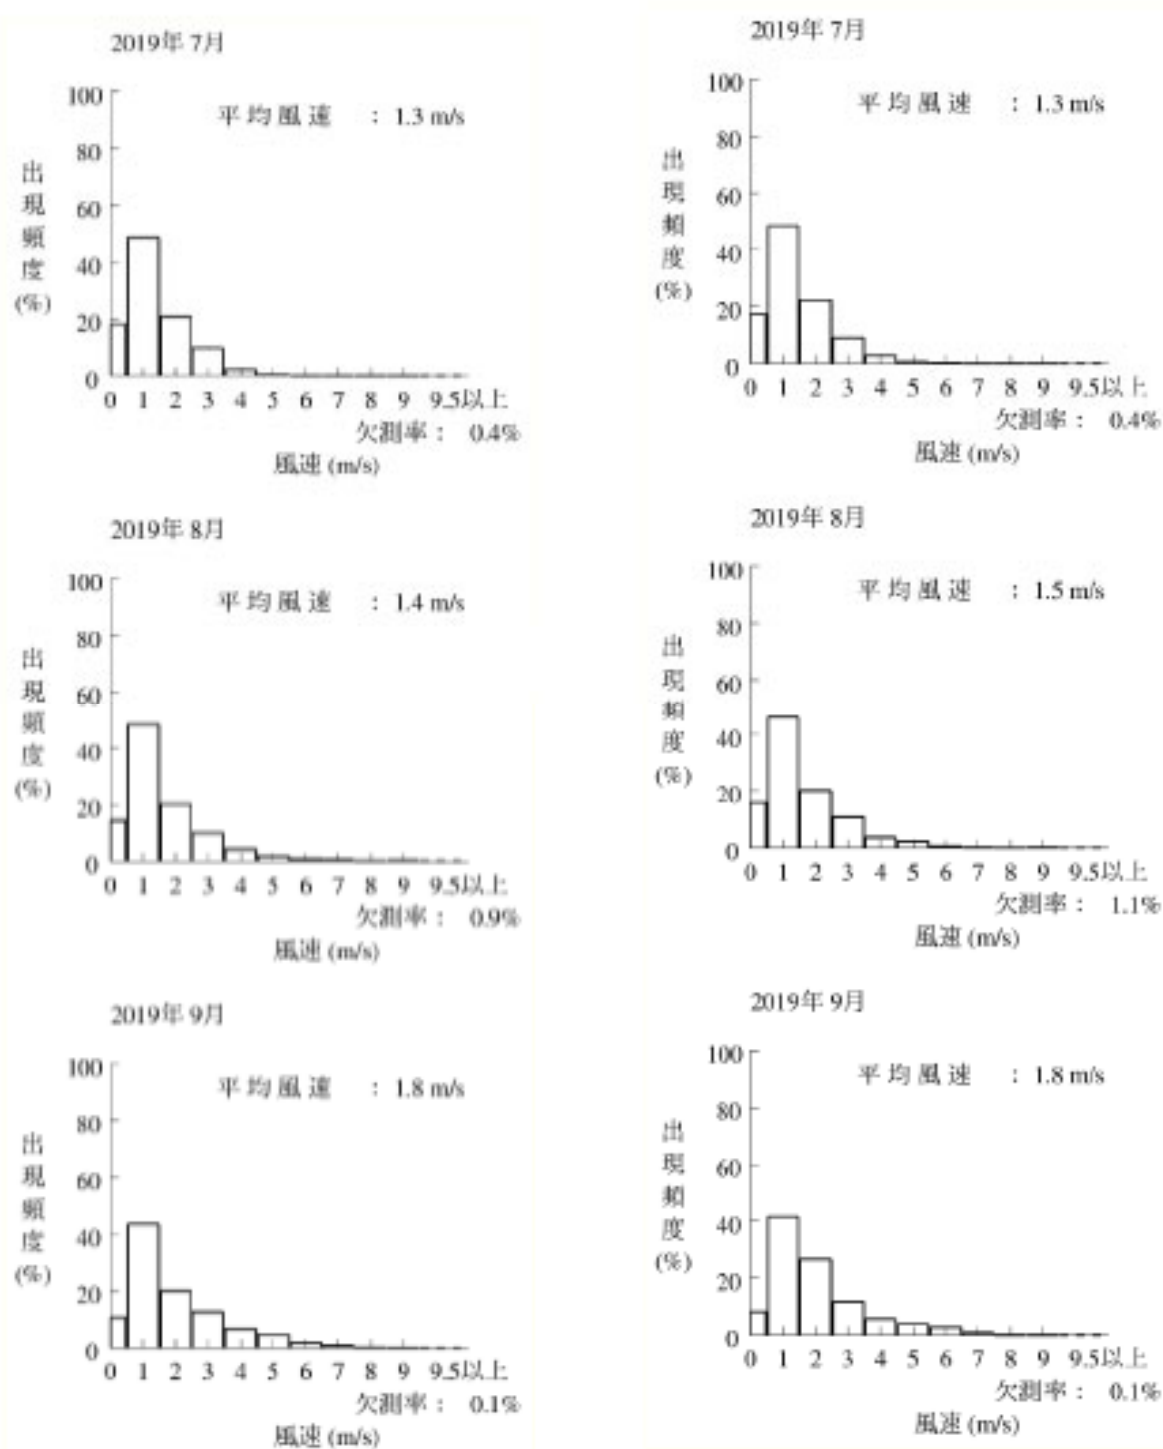 2019年 7月
平 均 風 速 : 1.3 m/s
出現頻度(%)
100
80
60
40
20
0
0 1 2 3 4 5 6 7 8 9 9.5以上
欠測率 : 0.4%
風速 (m/s)
2019年 8月
平 均 風 速 : 1.4 m/s
出現頻度(%)
100
80
60
40
20
0
0 1 2 3 4 5 6 7 8 9 9.5以上
欠測率 : 0.9%
風速 (m/s)
2019年 9月
平 均 風 速 : 1.8 m/s
出現頻度(%)
100
80
60
40
20
0
0 1 2 3 4 5 6 7 8 9 9.5以上
欠測率 : 0.1%
風速 (m/s)
2019年 7月
平 均 風 速 : 1.3 m/s
出現頻度(%)
100
80
60
40
20
0
0 1 2 3 4 5 6 7 8 9 9.5以上
欠測率 : 0.4%
風速 (m/s)
2019年 8月
平 均 風 速 : 1.5 m/s
出現頻度(%)
100
80
60
40
20
0
0 1 2 3 4 5 6 7 8 9 9.5以上
欠測率 : 1.1%
風速 (m/s)
2019年 9月
平 均 風 速 : 1.8 m/s
出現頻度(%)
100
80
60
40
20
0
0 1 2 3 4 5 6 7 8 9 9.5以上
欠測率 : 0.1%
風速 (m/s)